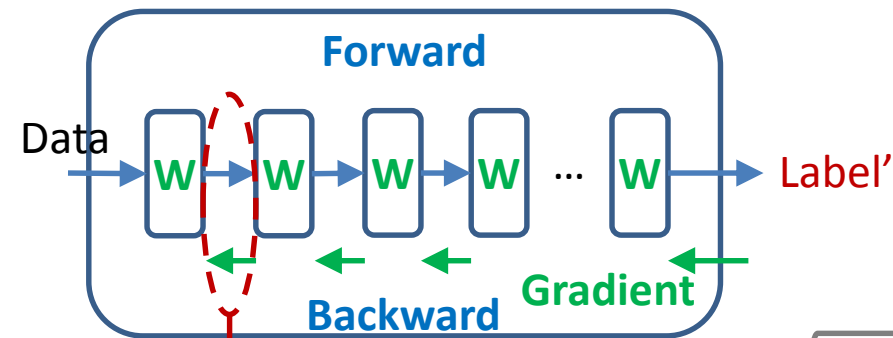 Forward
Data
W W W W ... W
Label'
Gradient
Backward